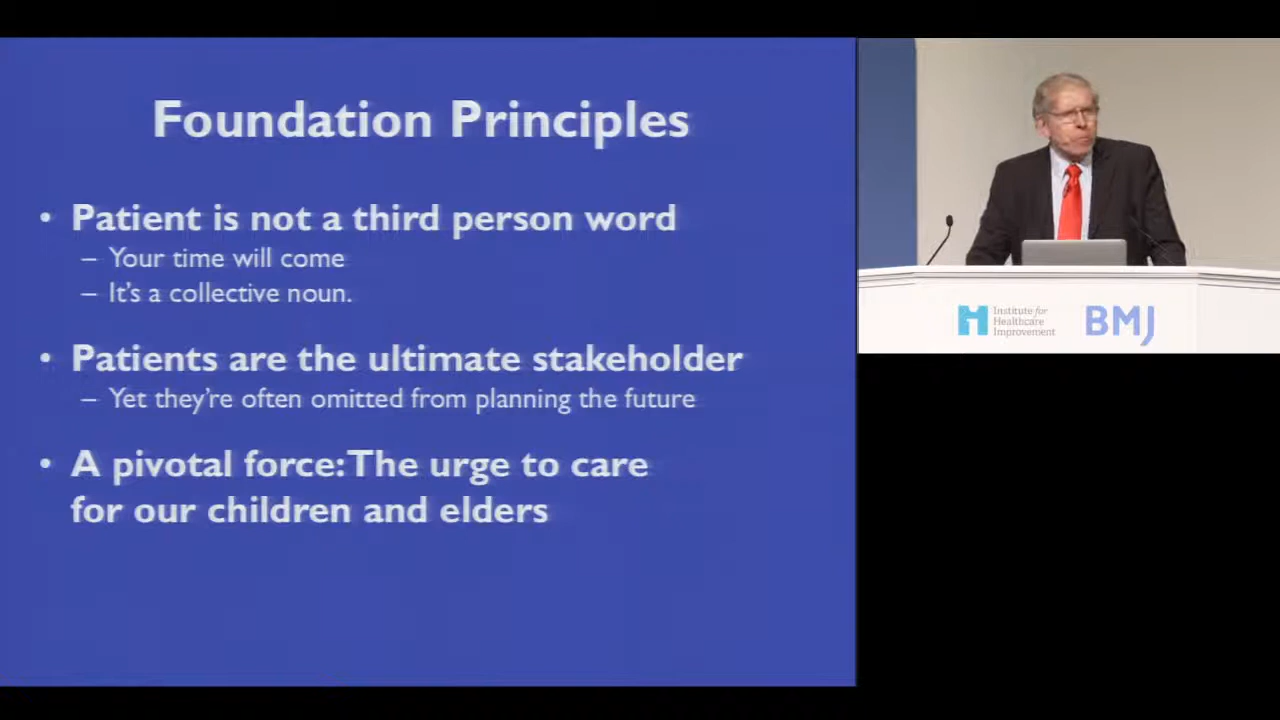 Foundation Principles
• Patient is not a third person word
– Your time will come
– It's a collective noun.
• Patients are the ultimate stakeholder
– Yet they're often omitted from planning the future
• A pivotal force: The urge to care
for our children and elders
Institute for
Healthcare
Improvement
BMJ